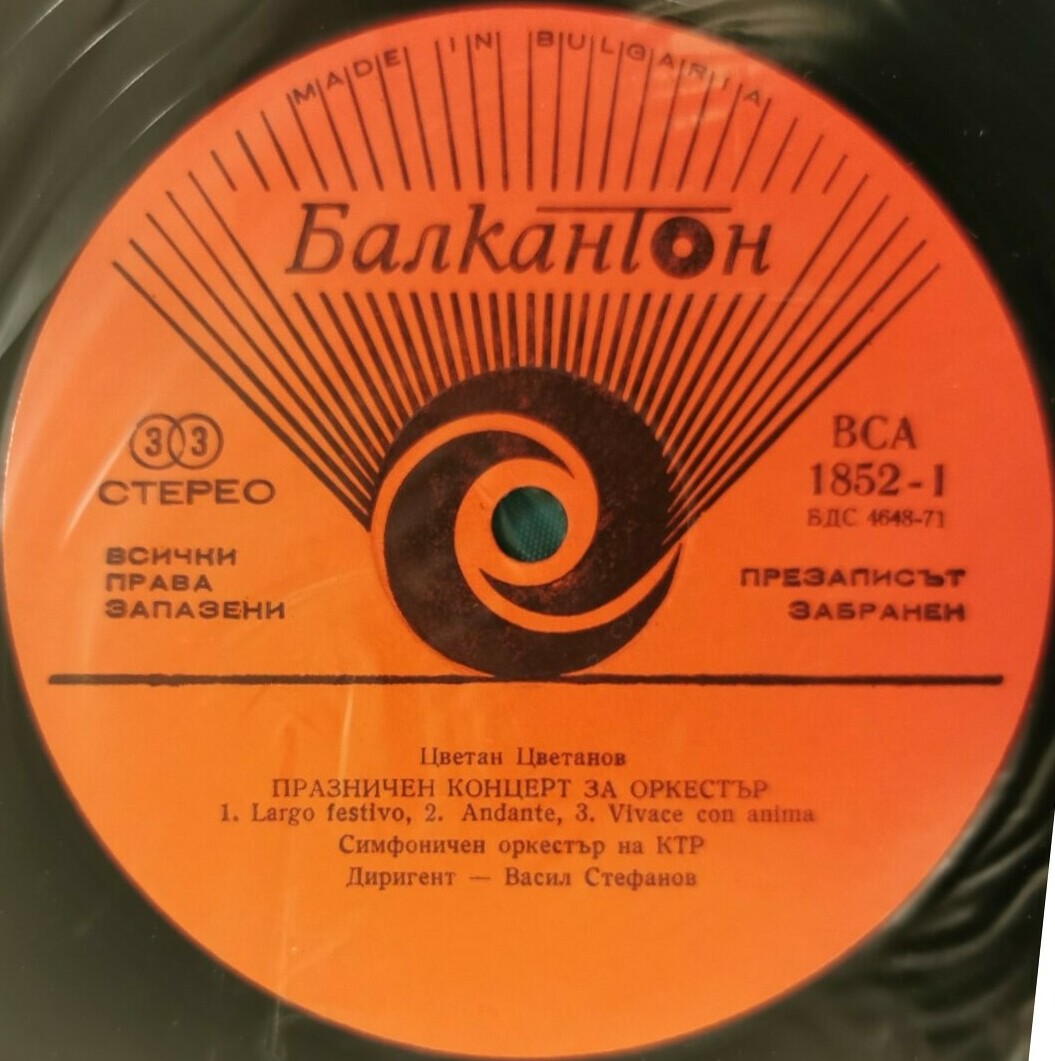 MADE IN BULGARIA
Балкантон
33
СТЕРЕО
ВСИЧКИ
ПРАВА
ЗАПАЗЕНИ
ВСА
1852-1
БДС 4648-71
ПРЕЗАПИСЪТ
ЗАБРАНЕН
Цветан Цветанов
ПРАЗНИЧЕН КОНЦЕРТ ЗА ОРКЕСТЪР
1. Largo festivo, 2. Andante, 3. Vivace con anima
Симфоничен оркестър на КТР
Диригент — Васил Стефанов